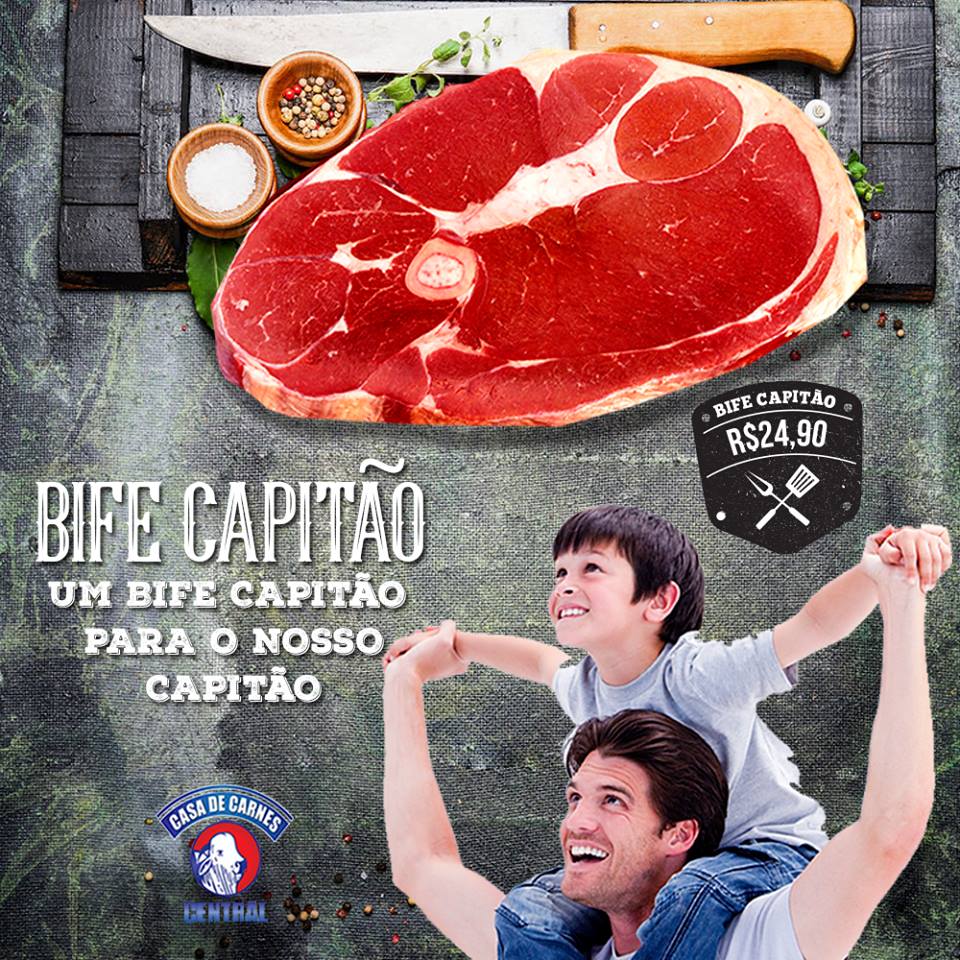 BIFE CAPITÃO
R$24,90
BIFE CAPITÃO
UM BIFE CAPITÃO
PARA O NOSSO
CAPITÃO
CASA DE CARNES
CENTRAL